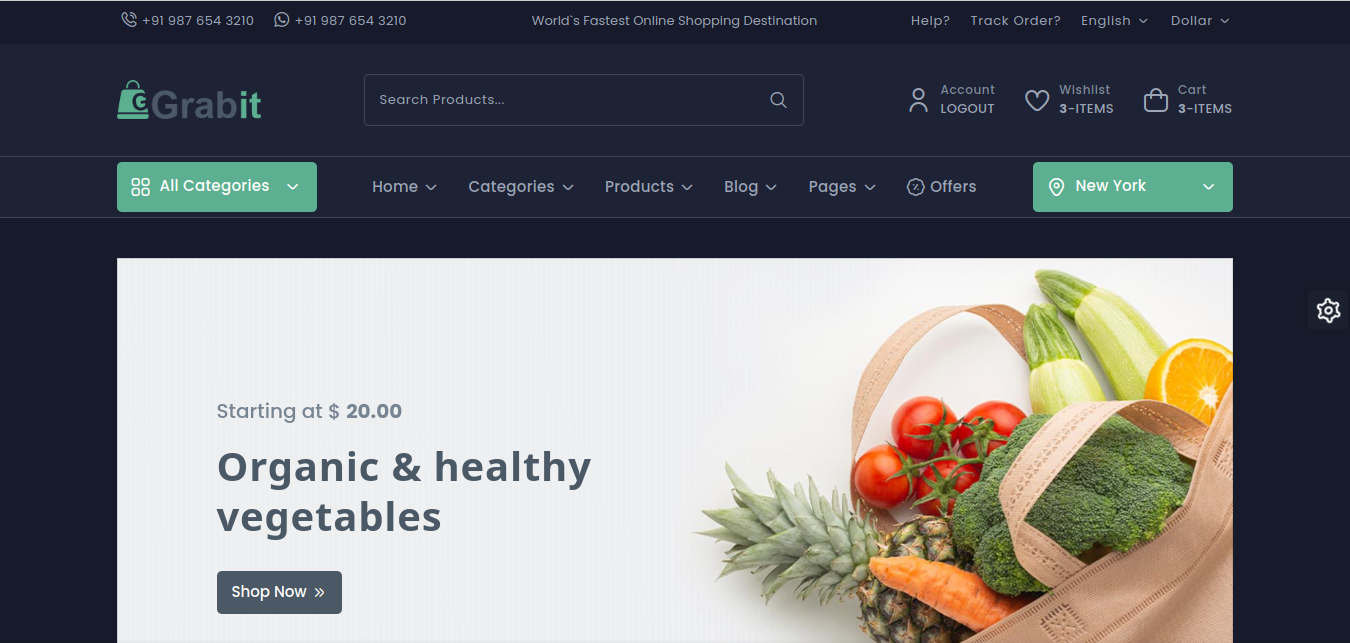 +91 987 654 3210
+91 987 654 3210
World`s Fastest Online Shopping Destination
Help?
Track Order?
English
Dollar
Grabit
Search Products...
Account
LOGOUT
Wishlist
3-ITEMS
Cart
3-ITEMS
All Categories
Home
Categories
Products
Blog
Pages
Offers
New York
Starting at $ 20.00
Organic & healthy
vegetables
Shop Now »